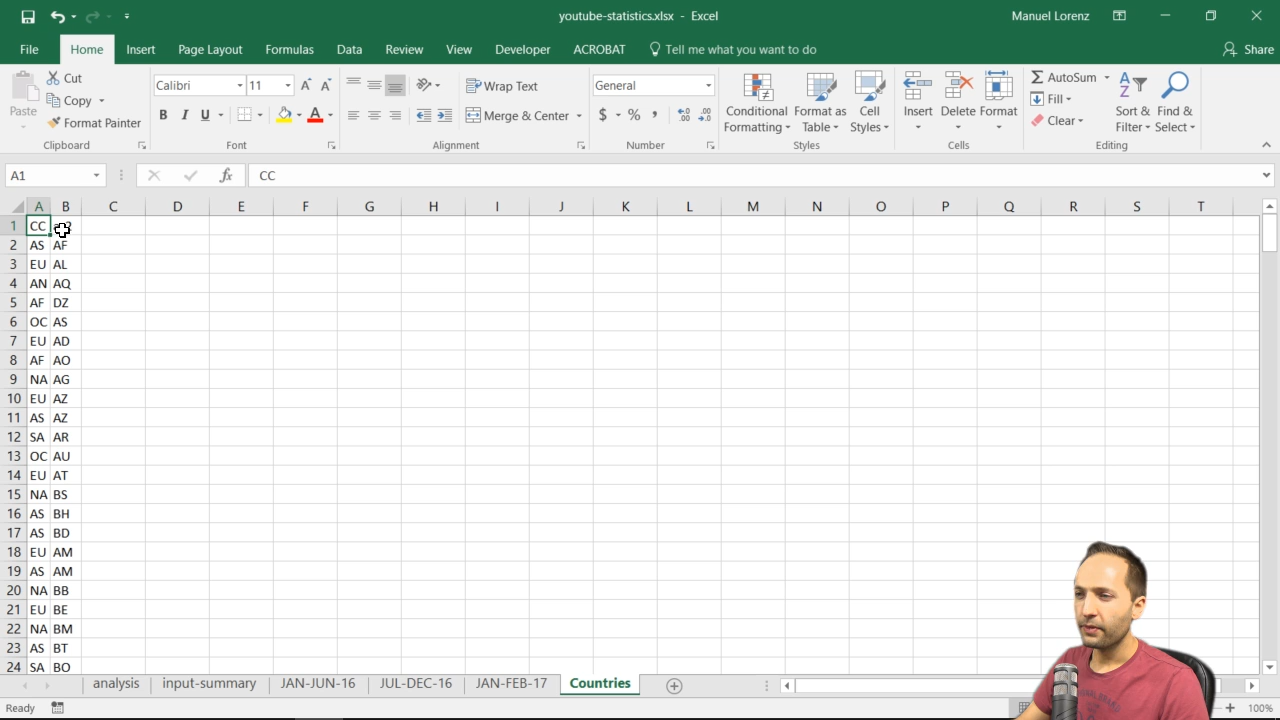 youtube-statistics.xlsx - Excel
Manuel Lorenz
File Home Insert Page Layout Formulas Data Review View Developer ACROBAT Tell me what you want to do Share
Cut
Copy
Format Painter
Paste
Clipboard
Calibri 11
B I U
Font
Wrap Text
Merge & Center
Alignment
General
$ % ,
Number
Conditional Formatting
Format as Table
Cell Styles
Styles
Insert Delete Format
Cells
AutoSum
Fill
Clear
Sort & Filter
Find & Select
Editing
A1 fx CC
A B C D E F G H I J K L M N O P Q R S T
1 CC
2 AS AF
3 EU AL
4 AN AQ
5 AF DZ
6 OC AS
7 EU AD
8 AF AO
9 NA AG
10 EU AZ
11 AS AZ
12 SA AR
13 OC AU
14 EU AT
15 NA BS
16 AS BH
17 AS BD
18 EU AM
19 AS AM
20 NA BB
21 EU BE
22 NA BM
23 AS BT
24 SA BO
analysis input-summary JAN-JUN-16 JUL-DEC-16 JAN-FEB-17 Countries
Ready 100%